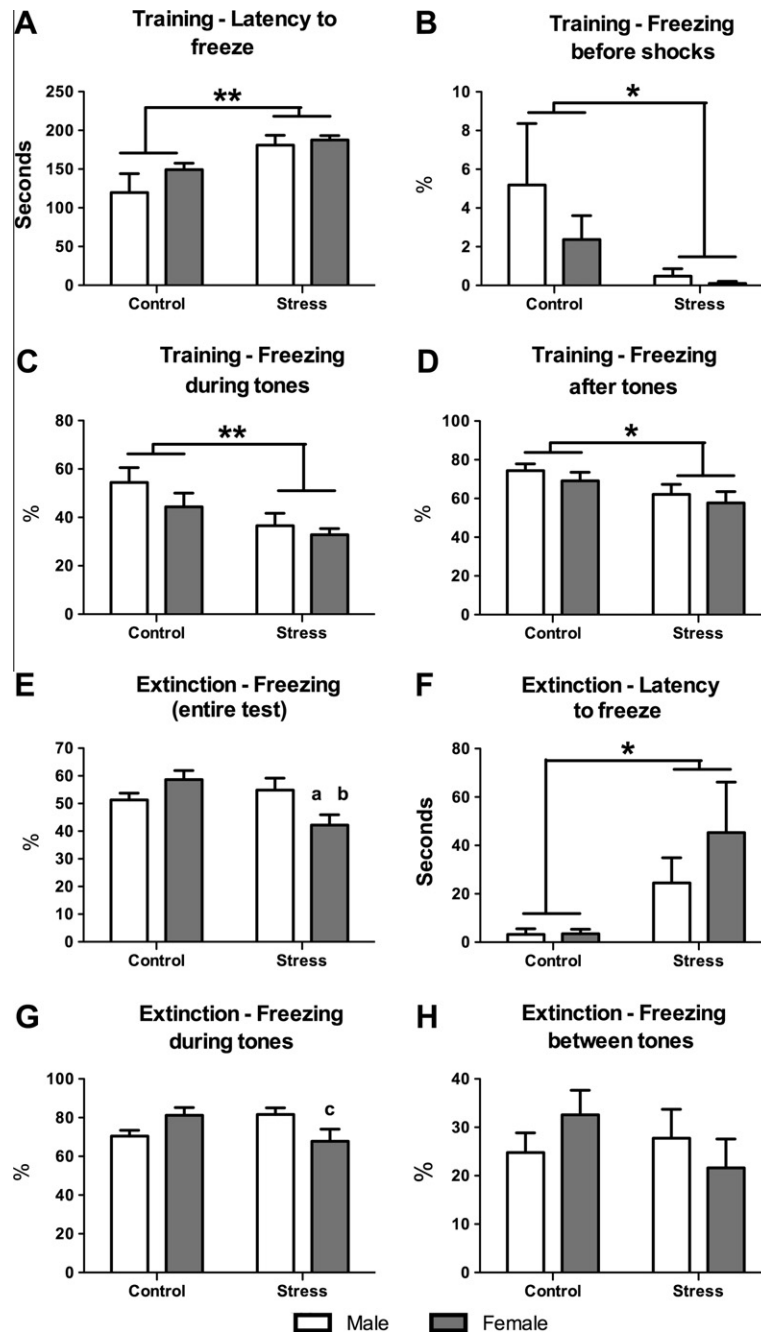 A
Training - Latency to
freeze
Seconds
250
200
150
100
50
0
**
Control
Stress
B
Training - Freezing
before shocks
%
10
8
6
4
2
0
*
Control
Stress
C
Training - Freezing
during tones
%
80
60
40
20
0
**
Control
Stress
D
Training - Freezing
after tones
%
100
80
60
40
20
0
*
Control
Stress
E
Extinction - Freezing
(entire test)
%
70
60
50
40
30
20
10
0
a b
Control
Stress
F
Extinction - Latency
to freeze
Seconds
80
60
40
20
0
*
Control
Stress
G
Extinction - Freezing
during tones
%
100
80
60
40
20
0
c
Control
Stress
H
Extinction - Freezing
between tones
%
40
30
20
10
0
Control
Stress
Male
Female